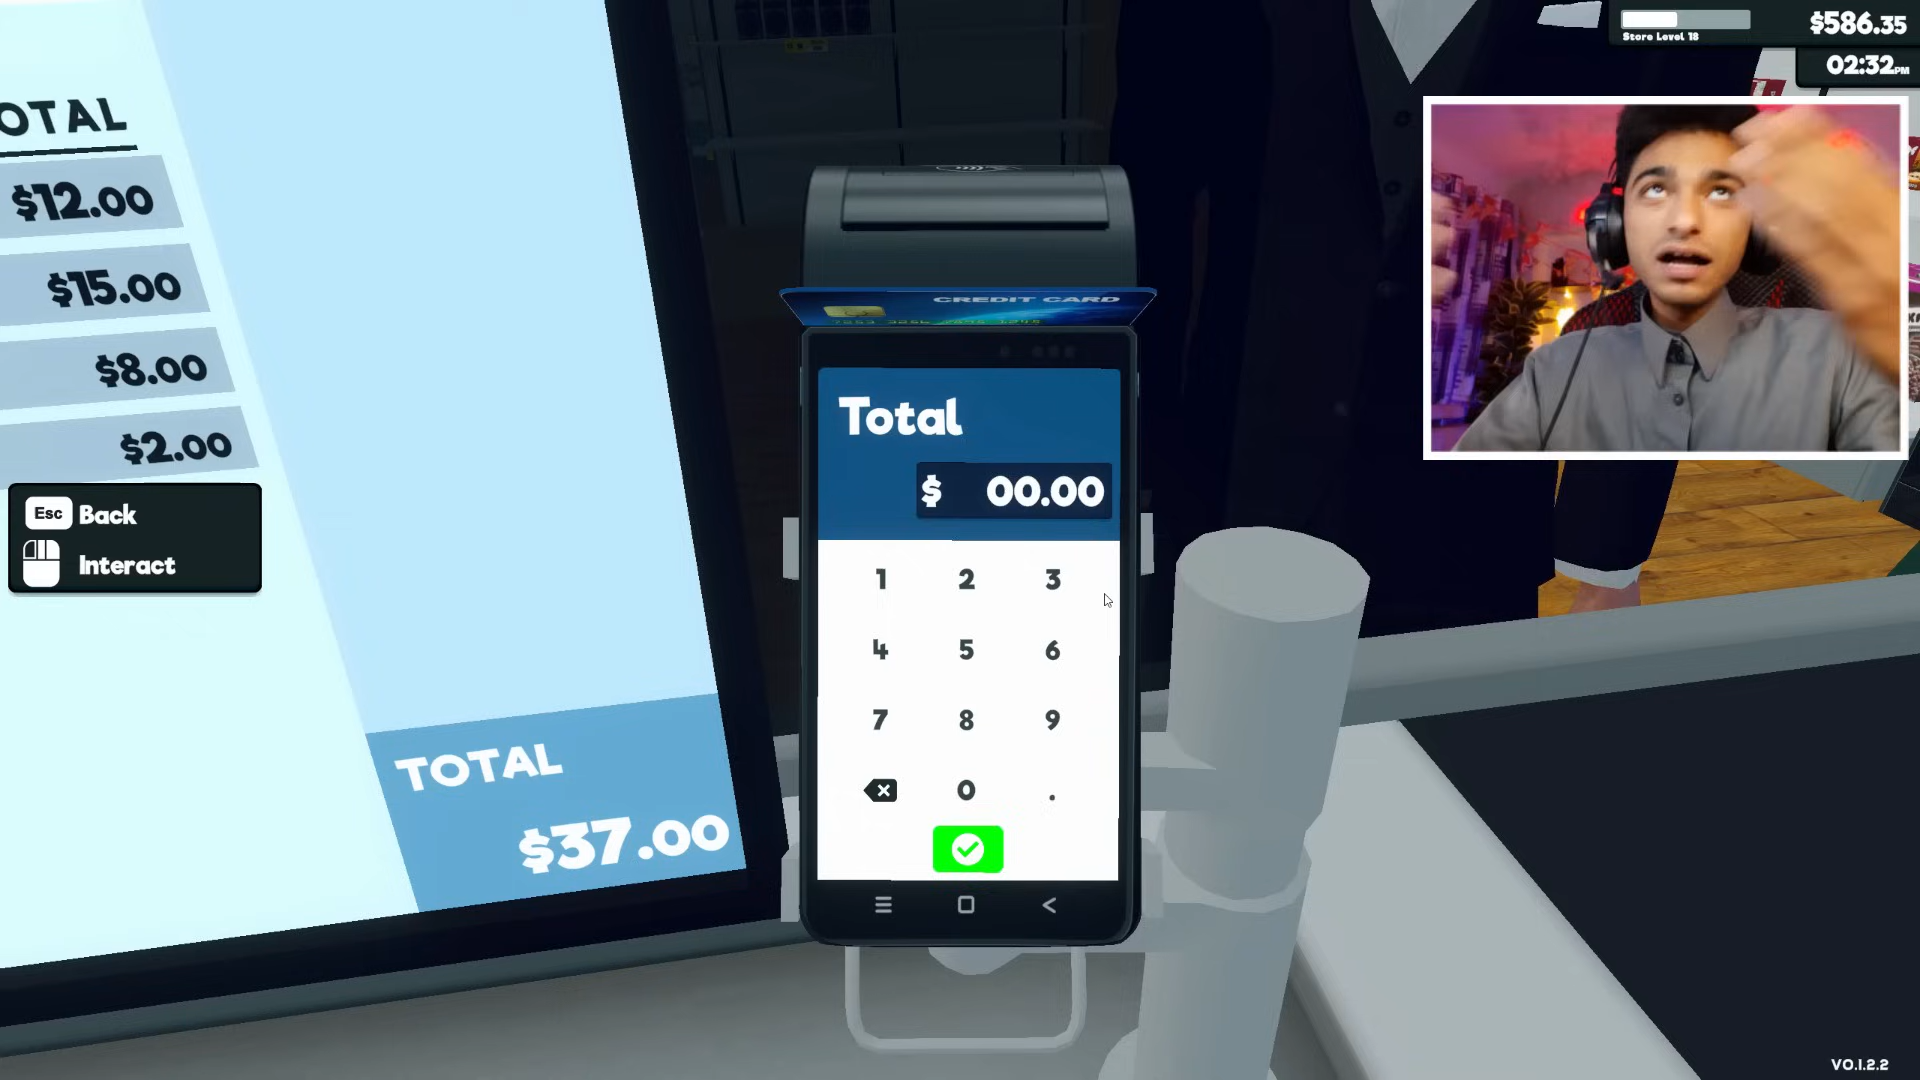 $586.35
Store Level 18
02:32PM
OTAL
$12.00
$15.00
$8.00
$2.00
Esc Back
Interact
TOTAL
$37.00
CREDIT CARD
Total
$ 00.00
1 2 3
4 5 6
7 8 9
0 .
V0.1.2.2